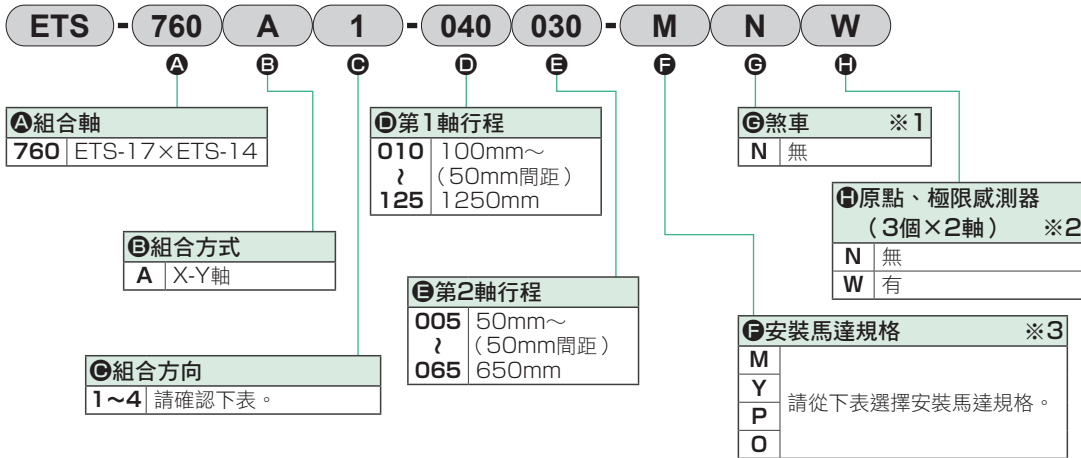 ETS-760A1-040030-MNW
Ⓐ Ⓑ Ⓒ Ⓓ Ⓔ Ⓕ Ⓖ Ⓗ
Ⓐ組合軸
760 ETS-17×ETS-14
Ⓑ組合方式
A X-Y軸
Ⓒ組合方向
1~4 請確認下表。
Ⓓ第1軸行程
010 100mm~
≀ (50mm間距)
125 1250mm
Ⓔ第2軸行程
005 50mm~
≀ (50mm間距)
065 650mm
Ⓖ煞車 ※1
N 無
Ⓗ原點、極限感測器
(3個×2軸) ※2
N 無
W 有
Ⓕ安裝馬達規格 ※3
M
Y
請從下表選擇安裝馬達規格。
P
O